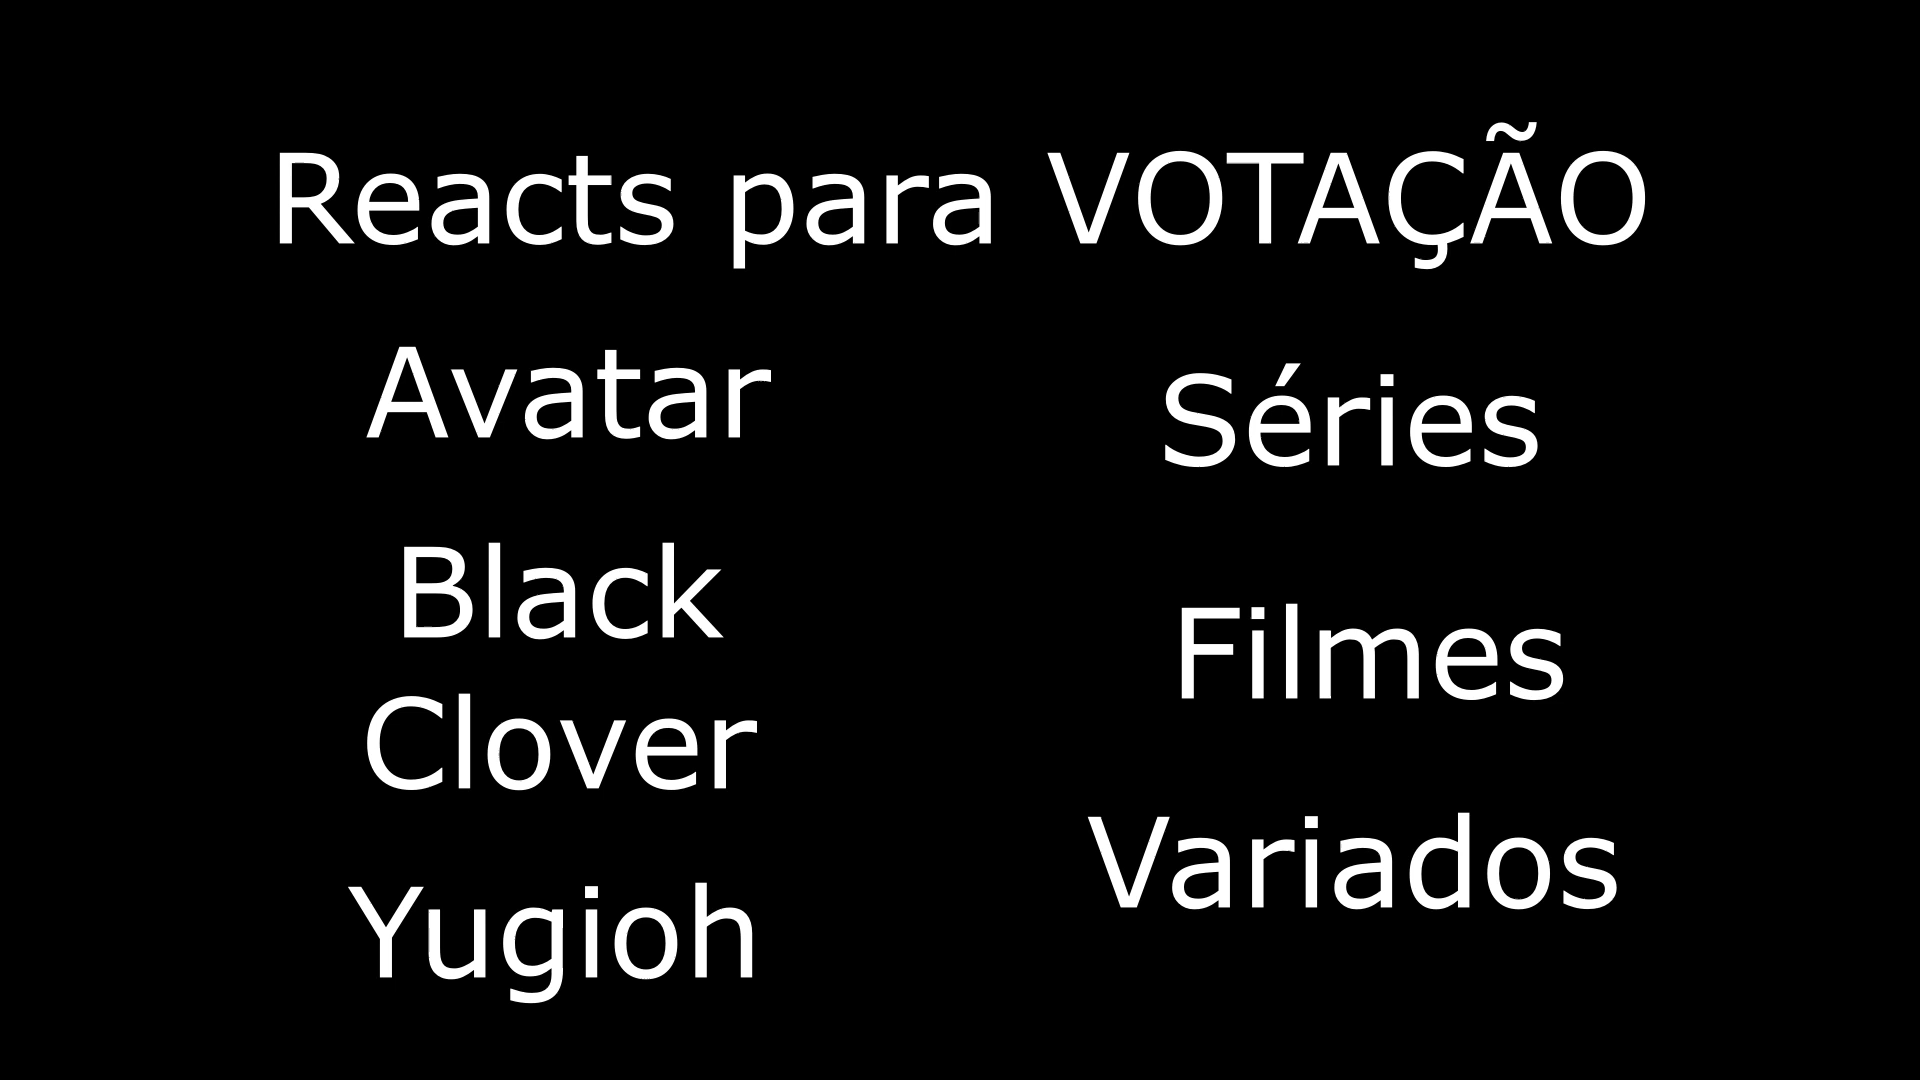 Reacts para VOTAÇÃO
Avatar
Black
Clover
Yugioh
Séries
Filmes
Variados